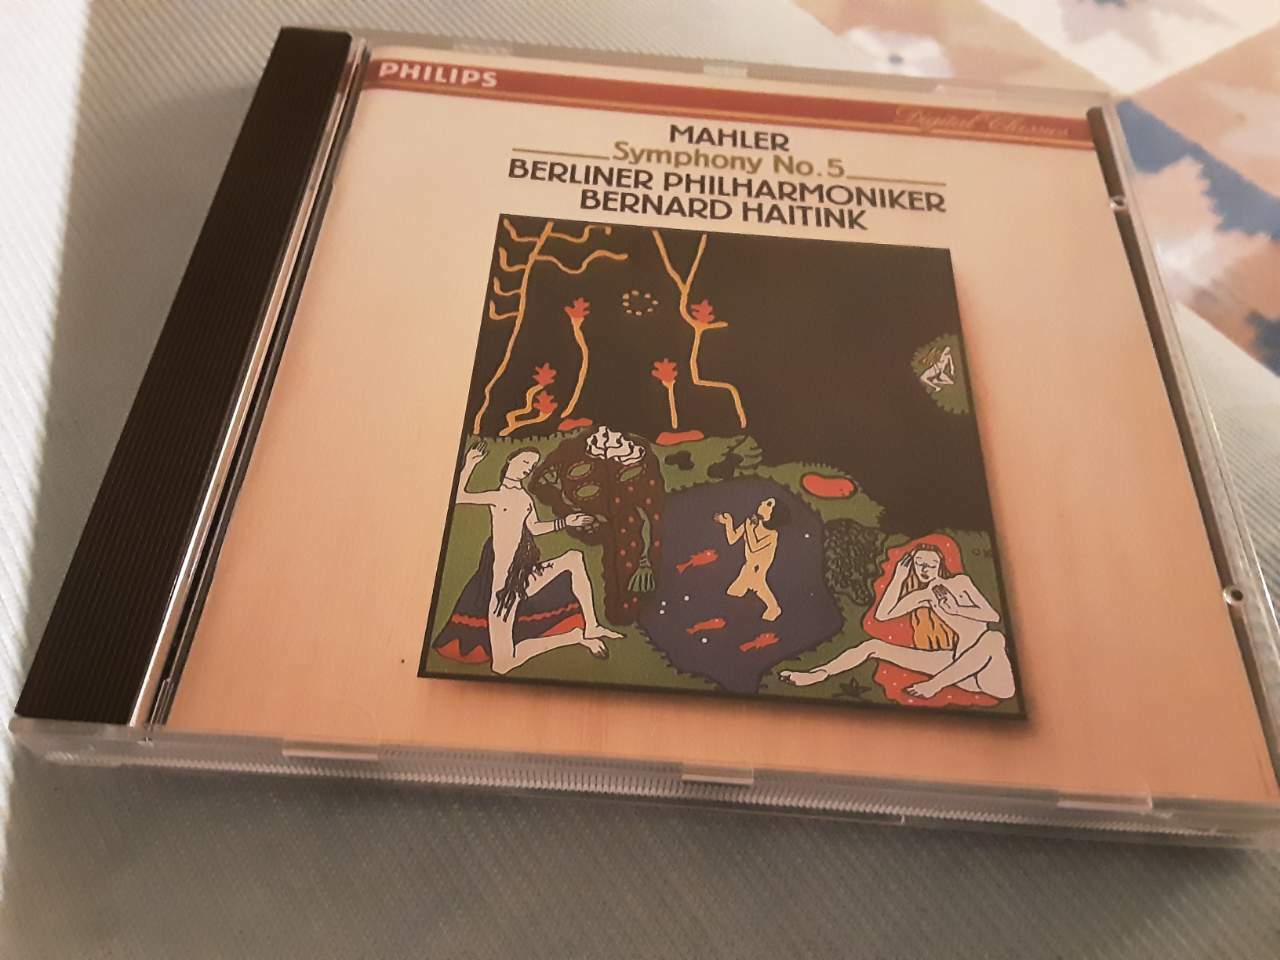 PHILIPS
Digital Classics
MAHLER
Symphony No. 5
BERLINER PHILHARMONIKER
BERNARD HAITINK